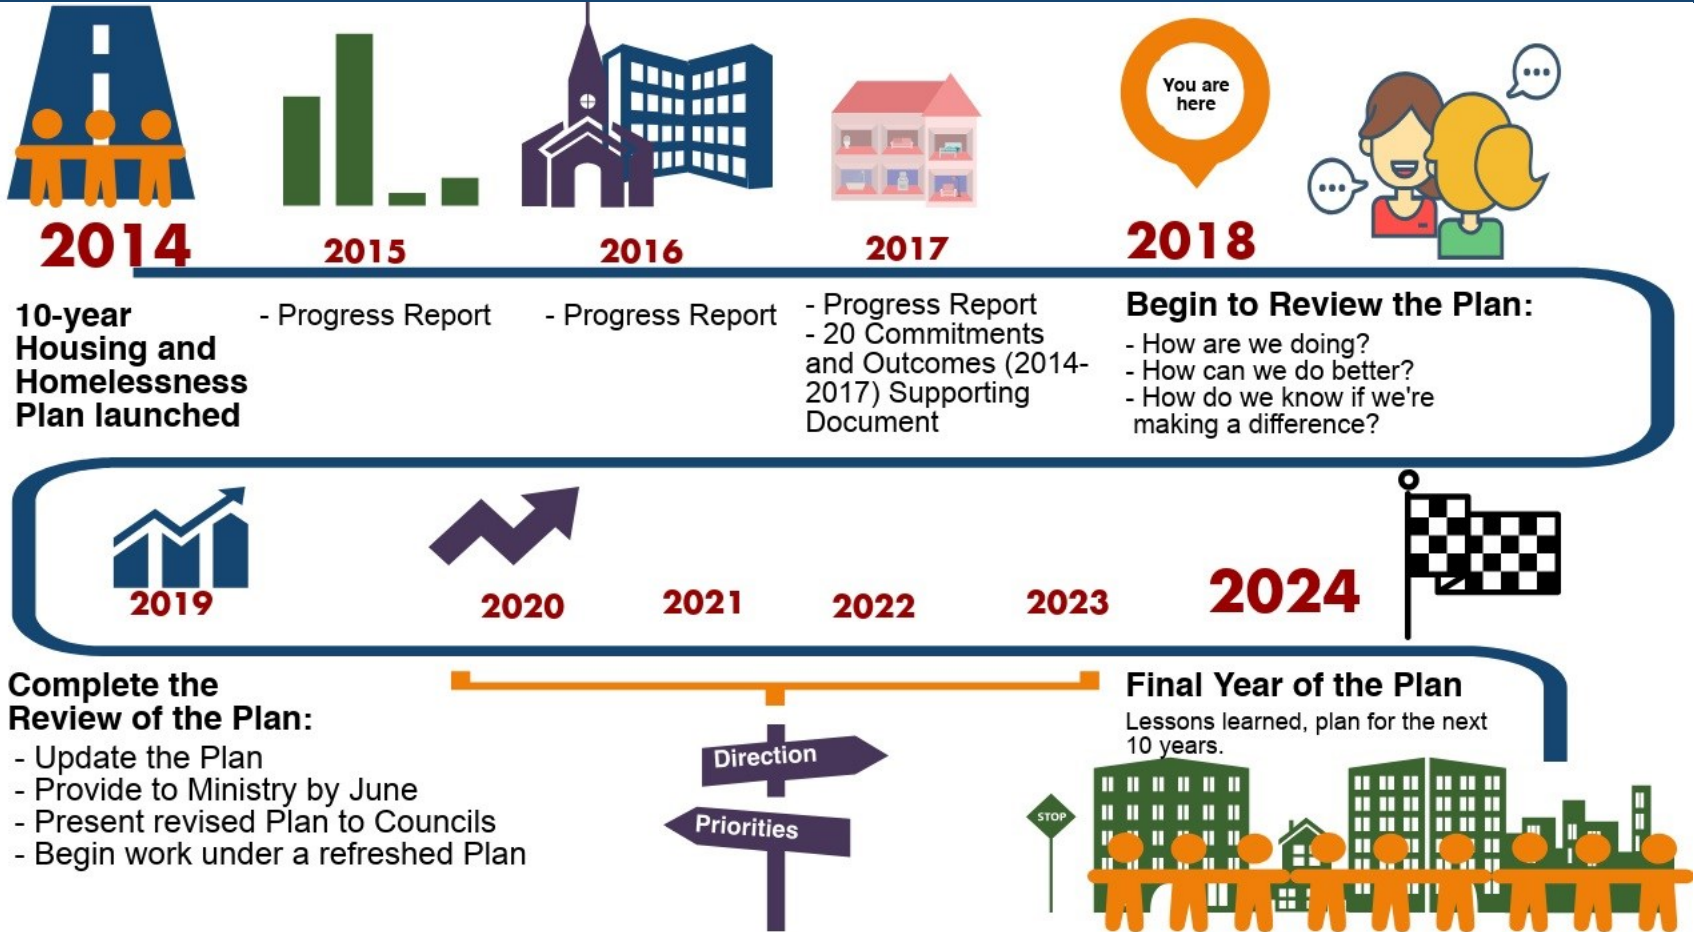 You are
here
2014
2015
2016
2017
2018
10-year
Housing and
Homelessness
Plan launched
- Progress Report
- Progress Report
- Progress Report
- 20 Commitments
and Outcomes (2014-
2017) Supporting
Document
Begin to Review the Plan:
- How are we doing?
- How can we do better?
- How do we know if we're
making a difference?
2019
2020
2021
2022
2023
2024
Complete the
Review of the Plan:
- Update the Plan
- Provide to Ministry by June
- Present revised Plan to Councils
- Begin work under a refreshed Plan
Direction
Priorities
Final Year of the Plan
Lessons learned, plan for the next
10 years.
STOP